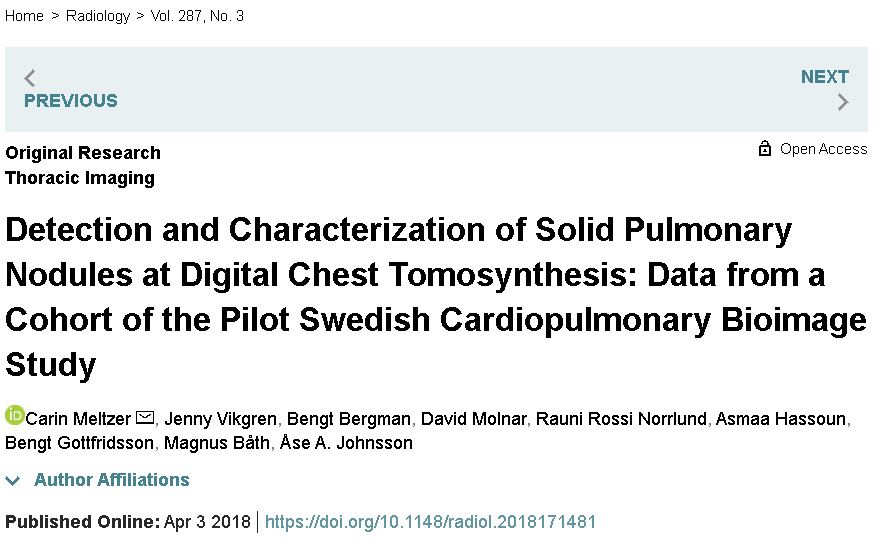 Home > Radiology > Vol. 287, No. 3
PREVIOUS
NEXT
Original Research
Thoracic Imaging
Open Access
Detection and Characterization of Solid Pulmonary
Nodules at Digital Chest Tomosynthesis: Data from a
Cohort of the Pilot Swedish Cardiopulmonary Bioimage
Study
iD Carin Meltzer, Jenny Vikgren, Bengt Bergman, David Molnar, Rauni Rossi Norrlund, Asmaa Hassoun,
Bengt Gottfridsson, Magnus Båth, Åse A. Johnsson
Author Affiliations
Published Online: Apr 3 2018 | https://doi.org/10.1148/radiol.2018171481